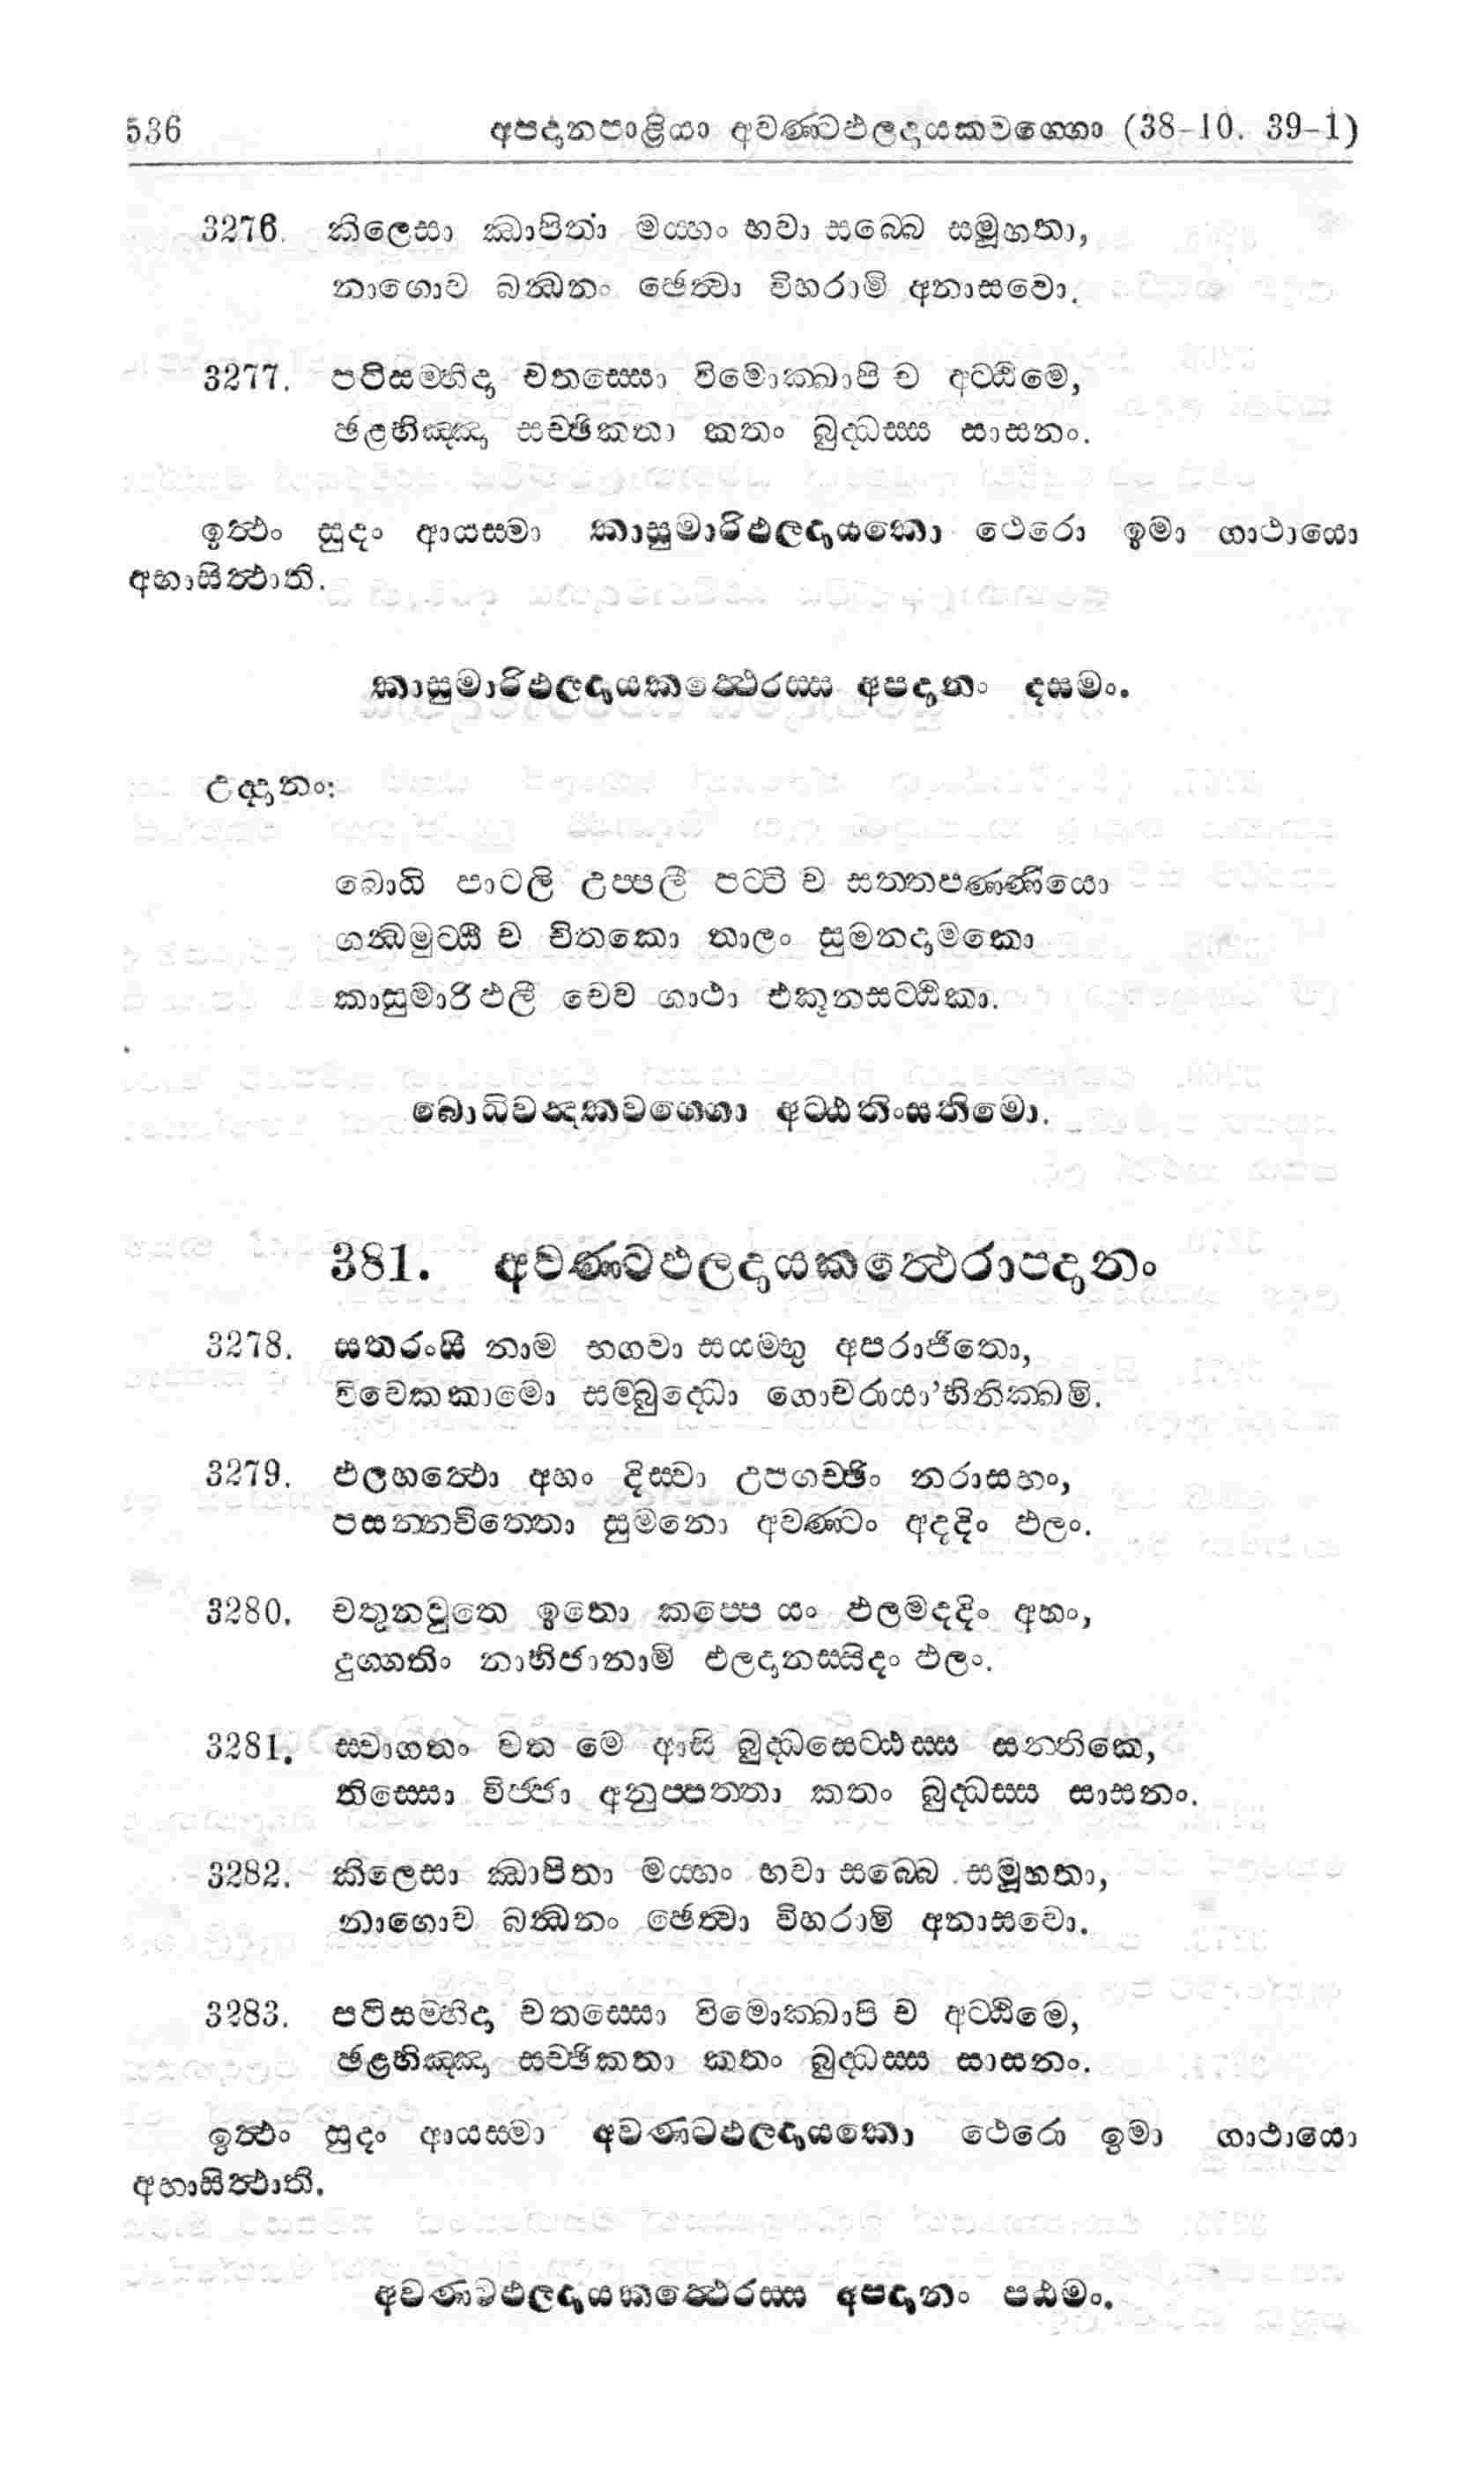 536 අපදානපාළියා අවණ්ටඵලදායකවග්ගො (38-10. 39-1)
3276. කිලෙසා ඣාපිතා මය්හං භවා සබ්බෙ සමූහතා,
නාගොව බන්ධනං ඡෙත්වා විහරාමි අනාසවො.
3277. පටිසම්භිදා චතස්සො විමොක්ඛාපි ච අට්ඨිමෙ,
ඡළභිඤ්ඤා සච්ඡිකතා කතං බුද්ධස්ස සාසනං.
ඉත්ථං සුදං ආයස්මා කාසුමාරිඵලදායකො ථෙරො ඉමා ගාථායො
අභාසිත්ථාති.
කාසුමාරිඵලදායකත්ථෙරස්ස අපදානං දසමං.
උද්දානං:
බොධි පාටලි උප්පලී පට්ටි ච සත්තපණ්ණියො
ගන්ධමුට්ඨී ච චිතකො තාලං සුමනදාමකො
කාසුමාරිඵලී චෙව ගාථා එකූනසට්ඨිකා.
බොධිවන්දකවග්ගො අට්ඨතිංසතිමො.
381. අවණ්ටඵලදායකත්ථෙරාපදානං
3278. සතරංසී නාම භගවා සයම්භු අපරාජිතො,
විවෙකකාමො සම්බුද්ධො ගොචරායා'භිනික්ඛමි.
3279. ඵලහත්ථො අහං දිස්වා උපගච්ඡිං නරාසභං,
පසන්නචිත්තො සුමනො අවණ්ටං අදදිං ඵලං.
3280. චතුනවුතෙ ඉතො කප්පෙ යං ඵලමදදිං අහං,
දුග්ගතිං නාභිජානාමි ඵලදානස්සිදං ඵලං.
3281. ස්වාගතං වත මෙ ආසි බුද්ධසෙට්ඨස්ස සන්තිකෙ,
තිස්සො විජ්ජා අනුප්පත්තා කතං බුද්ධස්ස සාසනං.
3282. කිලෙසා ඣාපිතා මය්හං භවා සබ්බෙ සමූහතා,
නාගොව බන්ධනං ඡෙත්වා විහරාමි අනාසවො.
3283. පටිසම්භිදා චතස්සො විමොක්ඛාපි ච අට්ඨිමෙ,
ඡළභිඤ්ඤා සච්ඡිකතා කතං බුද්ධස්ස සාසනං.
ඉත්ථං සුදං ආයස්මා අවණ්ටඵලදායකො ථෙරො ඉමා ගාථායො
අභාසිත්ථාති.
අවණ්ටඵලදායකත්ථෙරස්ස අපදානං පඨමං.